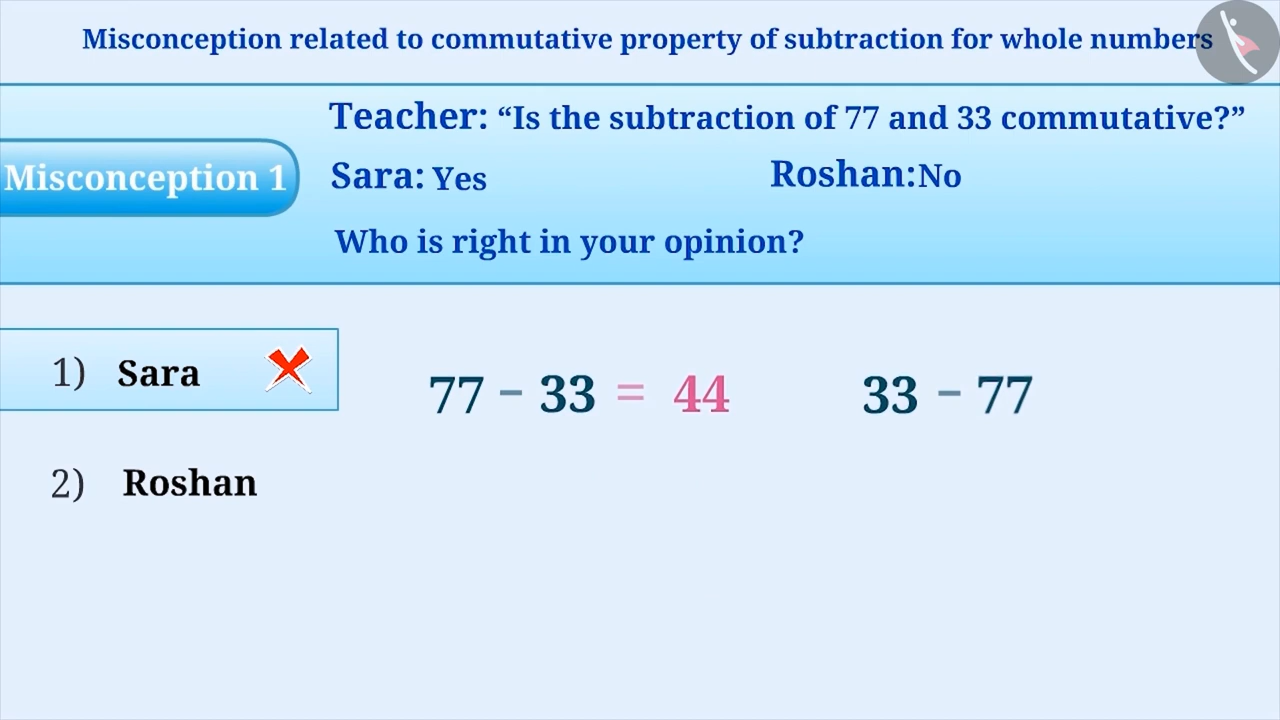 Misconception related to commutative property of subtraction for whole numbers
Teacher: “Is the subtraction of 77 and 33 commutative?”
Misconception 1
Sara: Yes
Roshan:No
Who is right in your opinion?
1) Sara
77 – 33 = 44
33 – 77
2) Roshan